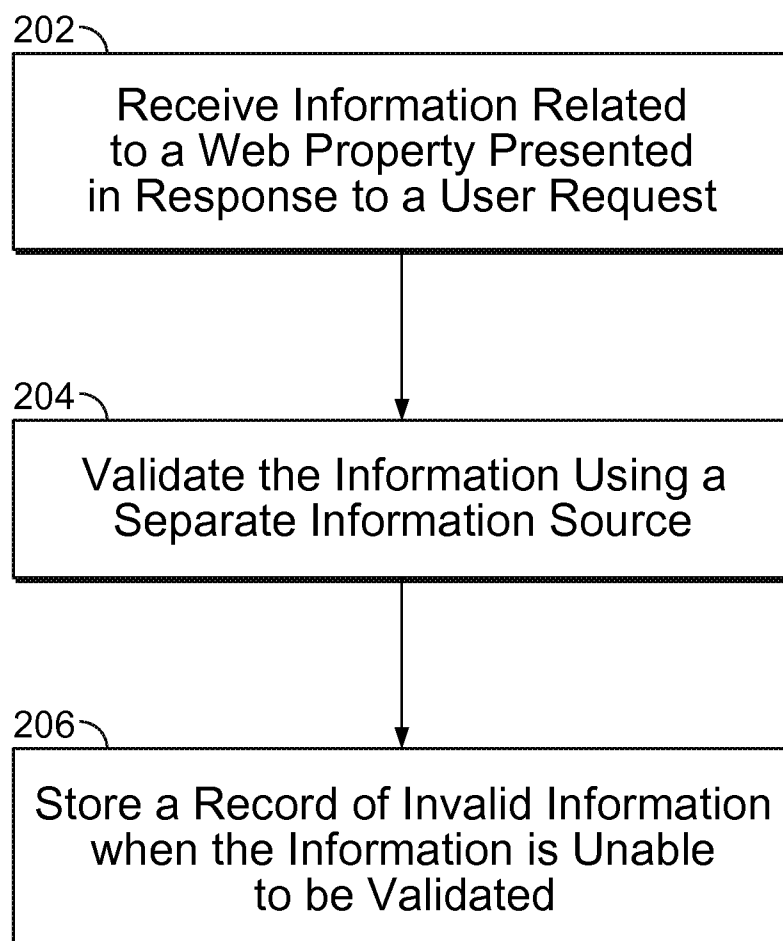 202
Receive Information Related
to a Web Property Presented
in Response to a User Request
204
Validate the Information Using a
Separate Information Source
206
Store a Record of Invalid Information
when the Information is Unable
to be Validated